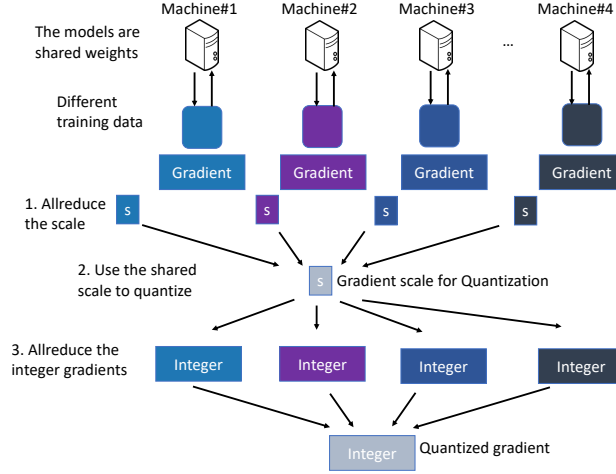 Machine#1 Machine#2 Machine#3 Machine#4
The models are
shared weights
...
Different
training data
Gradient Gradient Gradient Gradient
1. Allreduce
the scale
s s s s
2. Use the shared
scale to quantize
s Gradient scale for Quantization
3. Allreduce the
integer gradients
Integer Integer Integer Integer
Integer Quantized gradient